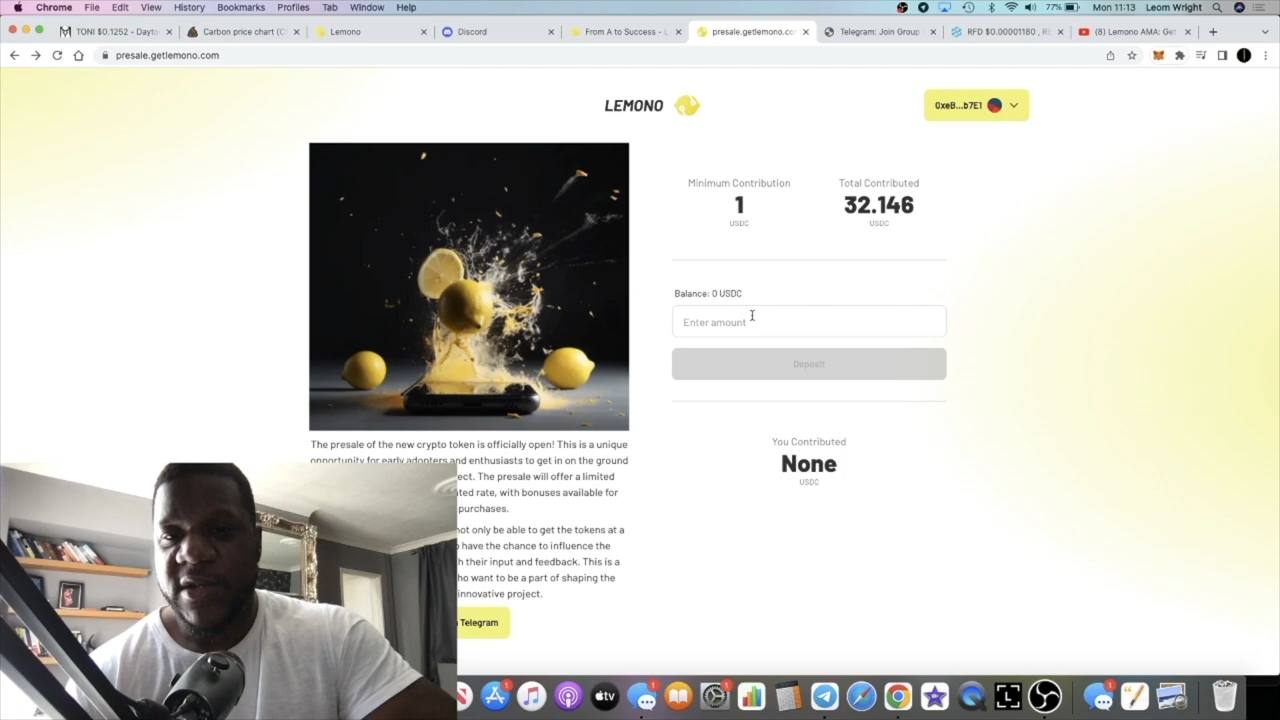 Chrome File Edit View History Bookmarks Profiles Tab Window Help 77% Mon 11:13 Leom Wright
TONI $0.1252 - Dayto Carbon price chart (C Lemono Discord From A to Success - L presale.getlemono.co Telegram: Join Group RFD $0.00001180 (8) Lemono AMA: Get
presale.getlemono.com
LEMONO
0xeB...b7E1
Minimum Contribution Total Contributed
1 32.146
USDC USDC
Balance: 0 USDC
Enter amount
Deposit
You Contributed
None
USDC
The presale of the new crypto token is officially open! This is a unique
opportunity for early adopters and enthusiasts to get in on the ground
ect. The presale will offer a limited
ted rate, with bonuses available for
purchases.
not only be able to get the tokens at a
have the chance to influence the
h their input and feedback. This is a
ho want to be a part of shaping the
innovative project.
Telegram
tv